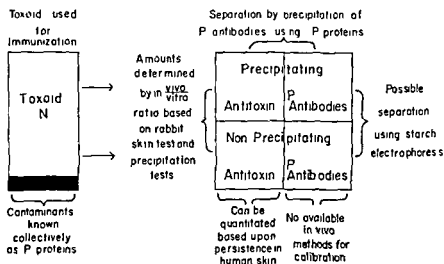 Toxoid used
for
Immunization
Toxoid
N
Contaminants
known
collectively
as P proteins
Amounts
determined
by in vivo/vitro
ratio based
on rabbit
skin test and
precipitation
tests
Separation by precipitation of
P antibodies using P proteins
Precipitating
Antitoxin
P
Antibodies
Non Precipitating
Antitoxin
P
Antibodies
Possible
separation
using starch
electrophoresis
Can be
quantitated
based upon
persistence in
human skin
No available
in vivo
methods for
calibration